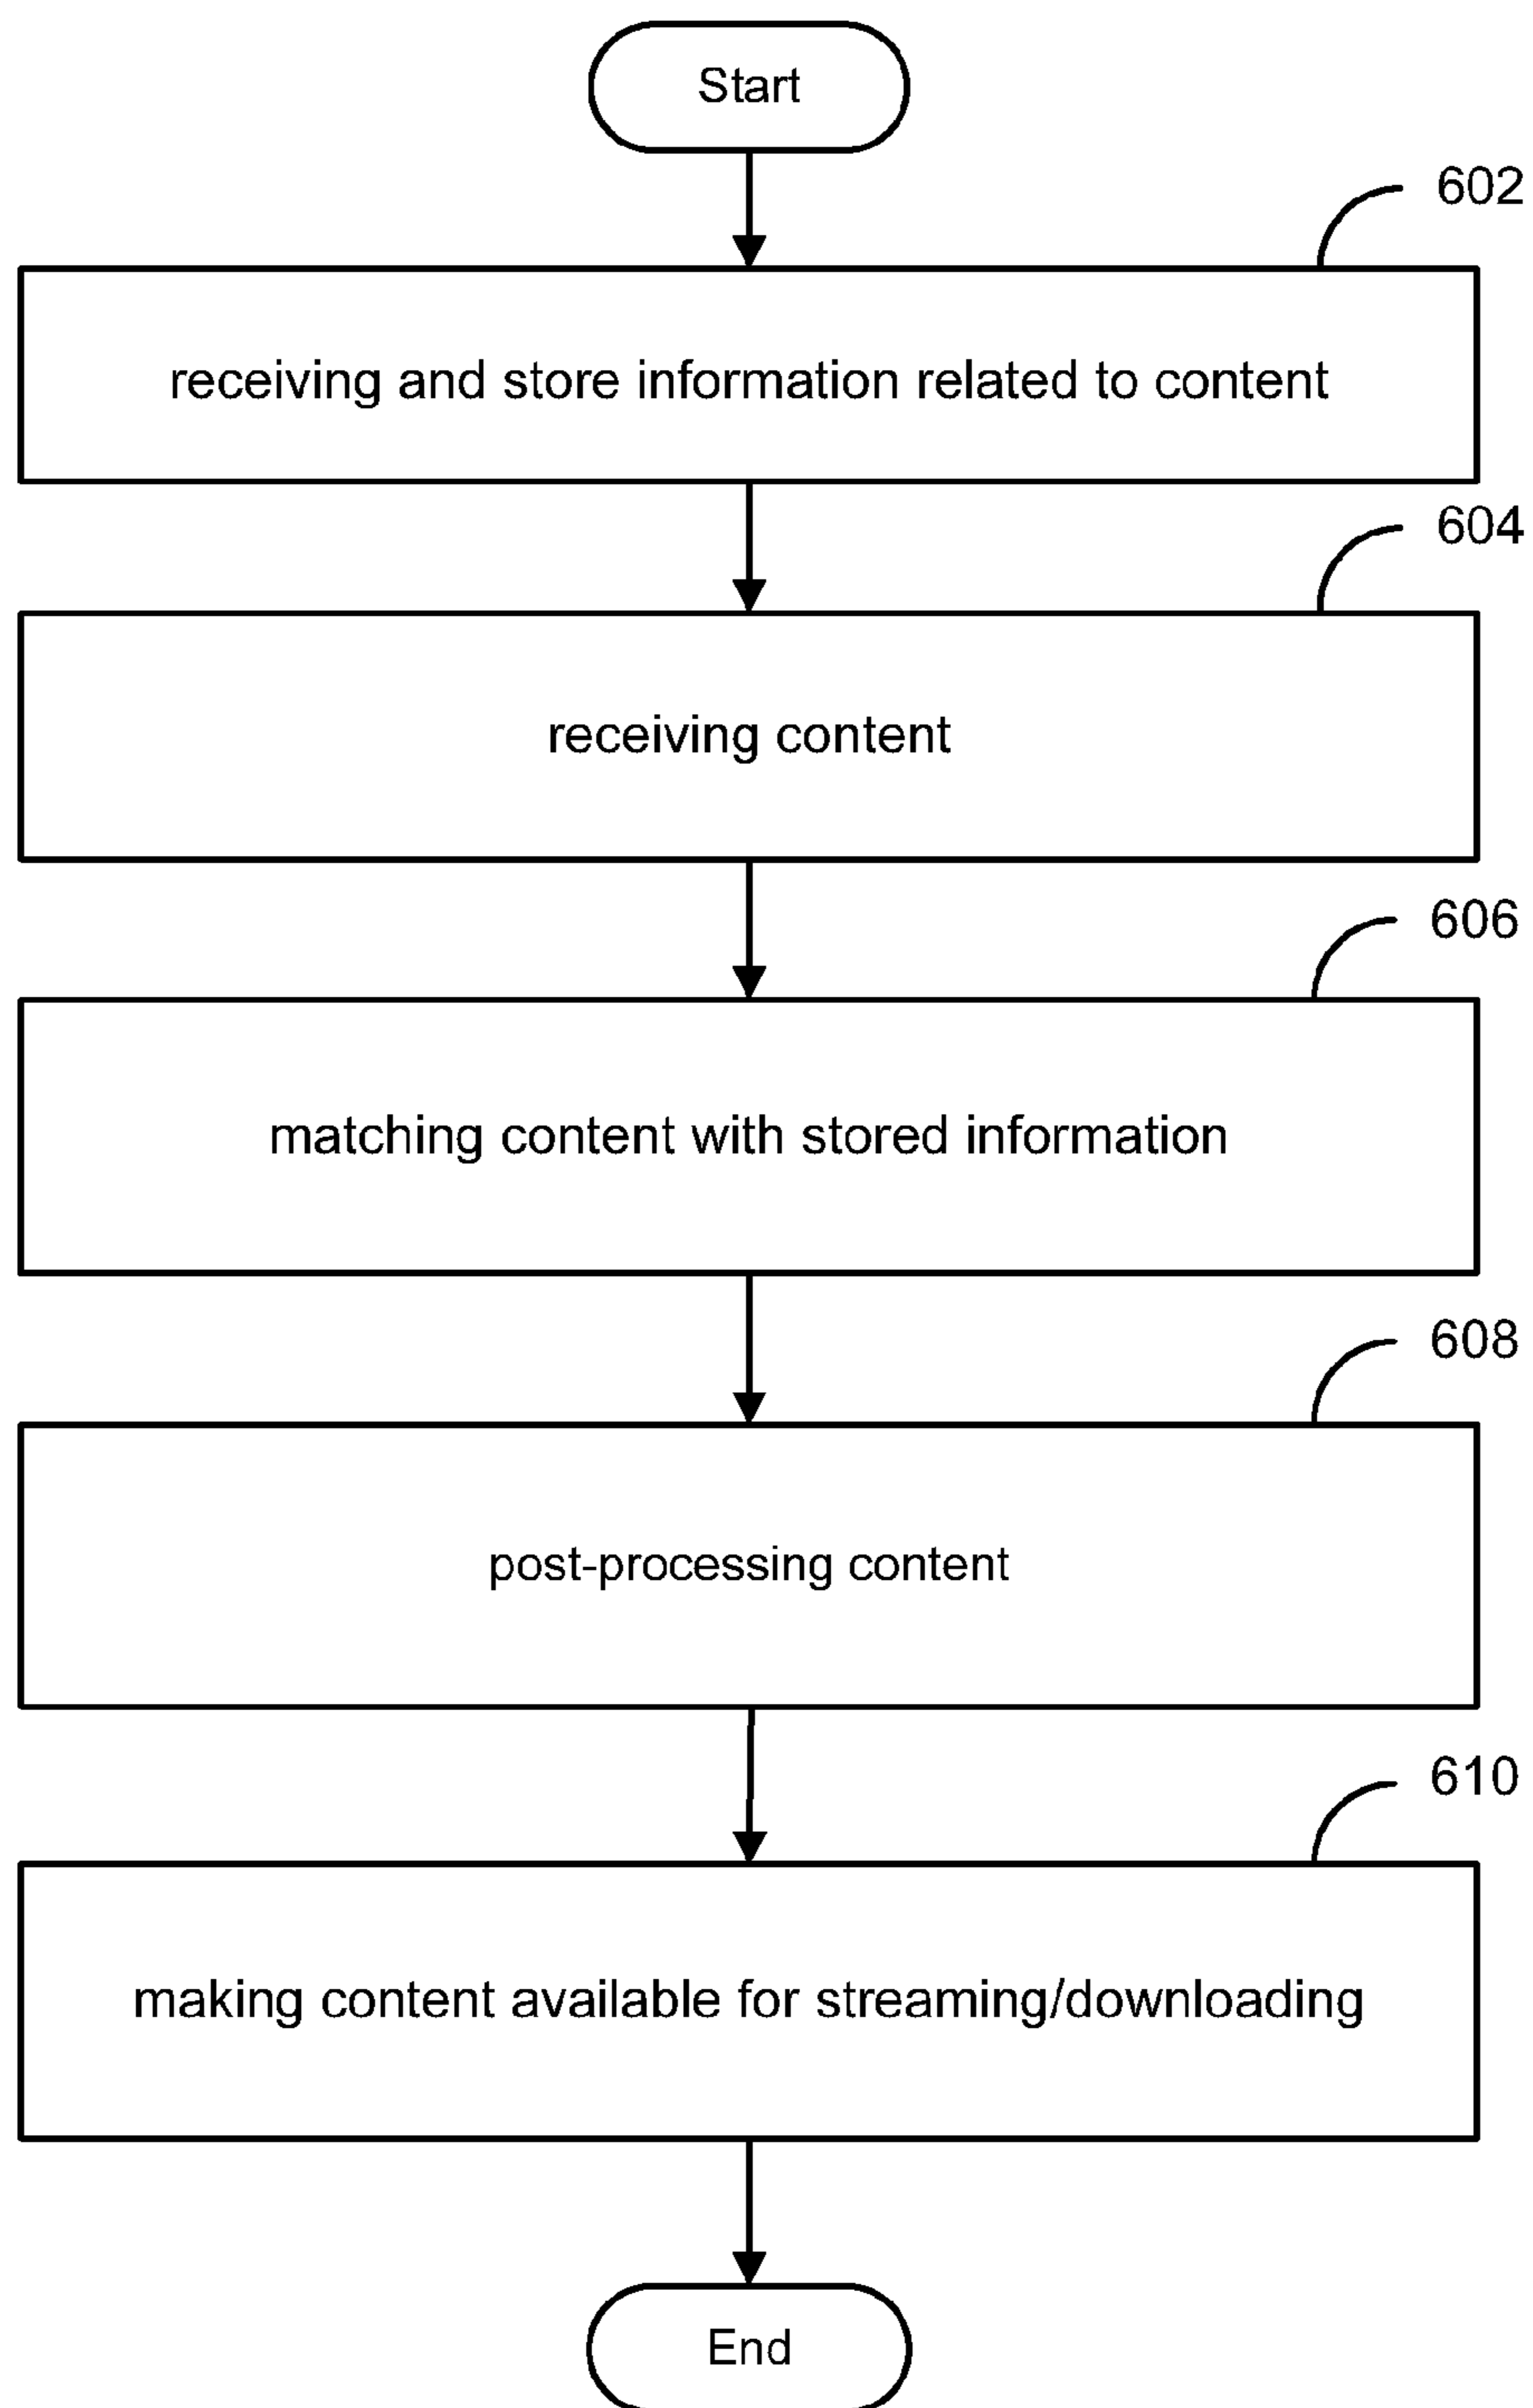 Start
602
receiving and store information related to content
604
receiving content
606
matching content with stored information
608
post-processing content
610
making content available for streaming/downloading
End